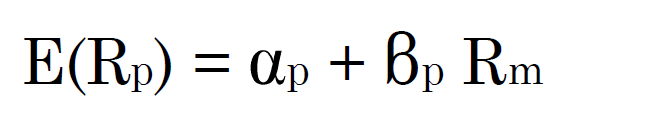 E(Rp) = αp + βp Rm